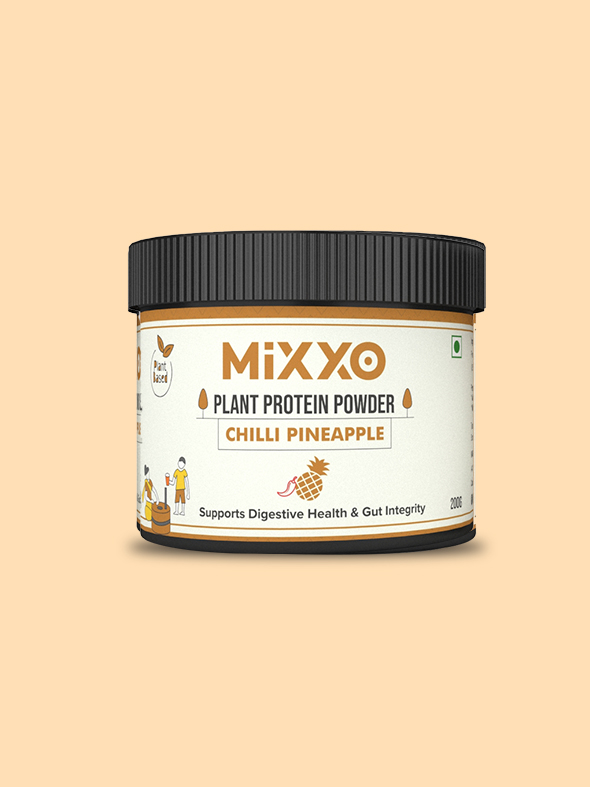 MiXXO
Plant
Based
PLANT PROTEIN POWDER
CHILLI PINEAPPLE
Supports Digestive Health & Gut Integrity
200G